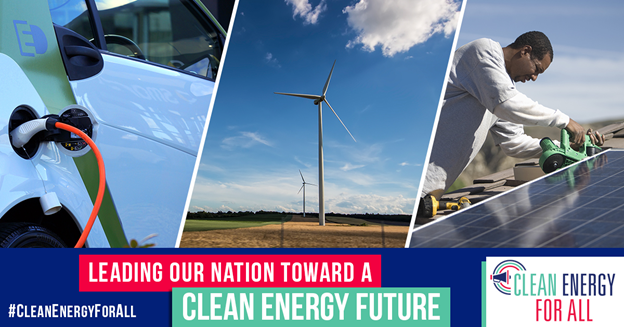 LEADING OUR NATION TOWARD A
CLEAN ENERGY FUTURE
#CLEANENERGYFORALL
CLEAN ENERGY
FOR ALL